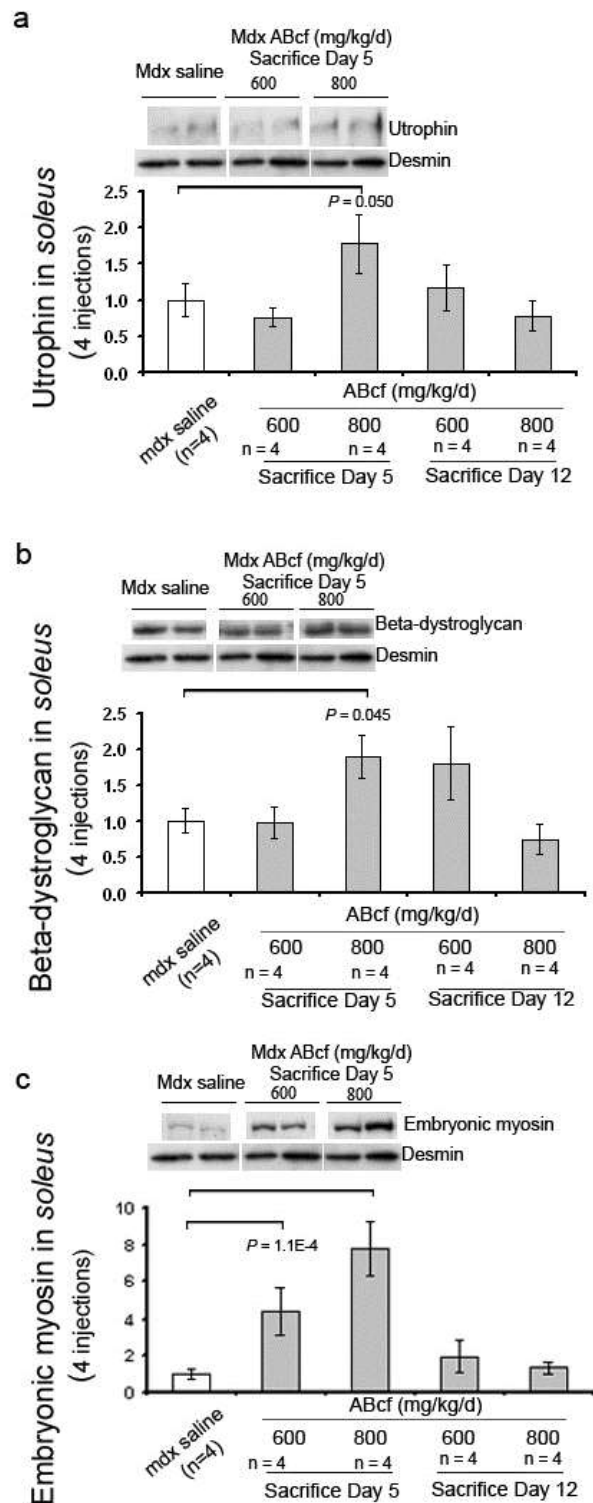 a
Mdx ABcf (mg/kg/d)
Sacrifice Day 5
Mdx saline
600 800
Utrophin
Desmin
Utrophin in soleus
(4 injections)
2.5
2.0
1.5
1.0
0.5
0.0
P = 0.050
mdx saline
(n=4)
ABcf (mg/kg/d)
600 800 600 800
n = 4 n = 4 n = 4 n = 4
Sacrifice Day 5 Sacrifice Day 12
b
Mdx ABcf (mg/kg/d)
Sacrifice Day 5
Mdx saline
600 800
Beta-dystroglycan
Desmin
Beta-dystroglycan in soleus
(4 injections)
2.5
2.0
1.5
1.0
0.5
0.0
P = 0.045
mdx saline
(n=4)
ABcf (mg/kg/d)
600 800 600 800
n = 4 n = 4 n = 4 n = 4
Sacrifice Day 5 Sacrifice Day 12
c
Mdx ABcf (mg/kg/d)
Sacrifice Day 5
Mdx saline
600 800
Embryonic myosin
Desmin
Embryonic myosin in soleus
(4 injections)
10
8
6
4
2
0
P = 1.1E-4
mdx saline
(n=4)
ABcf (mg/kg/d)
600 800 600 800
n = 4 n = 4 n = 4 n = 4
Sacrifice Day 5 Sacrifice Day 12